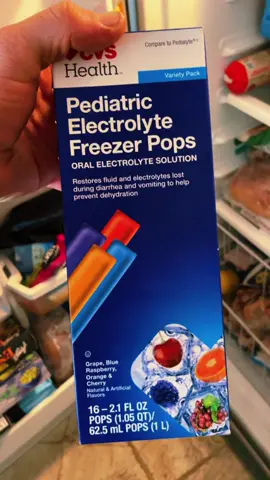 CVS
Health™
Compare to Pedialyte®†
Variety Pack
Pediatric
Electrolyte
Freezer Pops
ORAL ELECTROLYTE SOLUTION
Restores fluid and electrolytes lost
during diarrhea and vomiting to help
prevent dehydration
Grape, Blue
Raspberry,
Orange &
Cherry
Natural & Artificial
Flavors
16 – 2.1 FL OZ
POPS (1.05 QT)/
62.5 mL POPS (1 L)